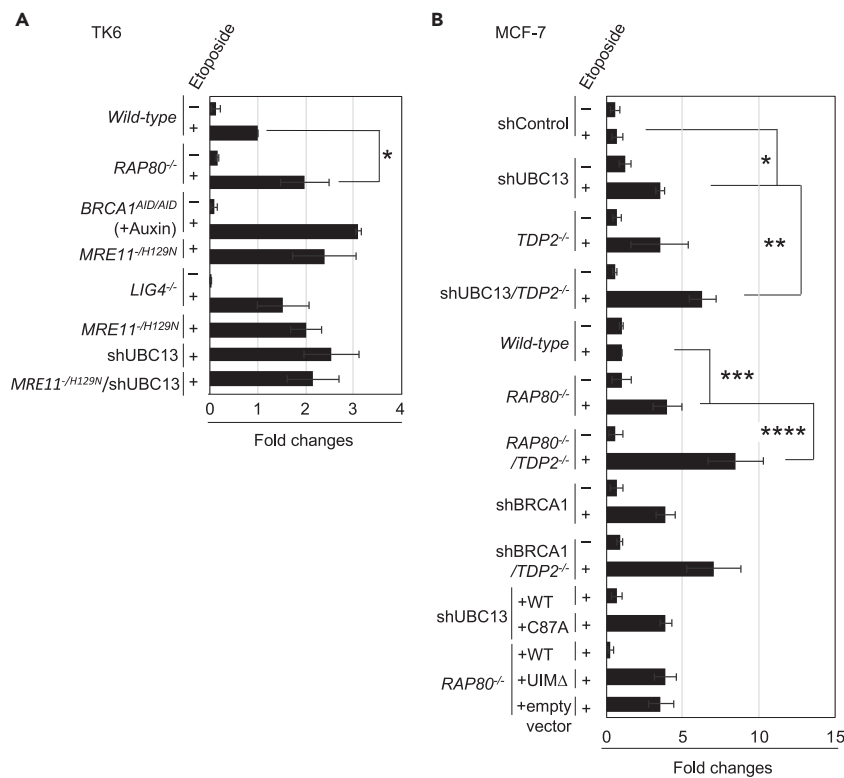 A
TK6
Etoposide
Wild-type
−
+
RAP80-/-
−
+
*
BRCA1AID/AID
(+Auxin)
−
+
MRE11-/H129N
+
LIG4-/-
−
+
MRE11-/H129N
+
shUBC13
+
MRE11-/H129N/shUBC13
+
0
1
2
3
4
Fold changes
B
MCF-7
Etoposide
shControl
−
+
*
shUBC13
−
+
TDP2-/-
−
+
**
shUBC13/TDP2-/-
−
+
Wild-type
−
+
RAP80-/-
−
+
***
RAP80-/-
/TDP2-/-
−
+
****
shBRCA1
−
+
shBRCA1
/TDP2-/-
−
+
shUBC13
+WT
+
+C87A
+
RAP80-/-
+WT
+
+UIMΔ
+
+empty
vector
+
0
5
10
15
Fold changes